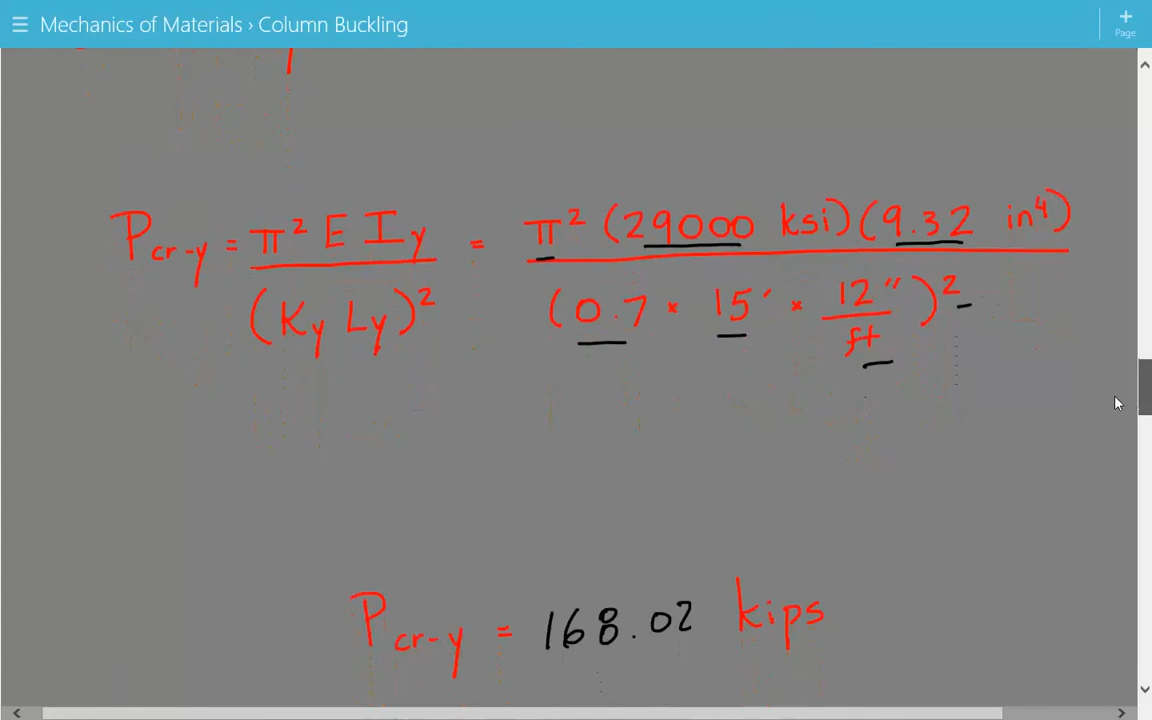 Mechanics of Materials › Column Buckling
Page
Pcr-y = π² E Iy / (Ky Ly)² = π² (29000 ksi)(9.32 in⁴) / (0.7 * 15' * 12"/ft)²
Pcr-y = 168.02 kips